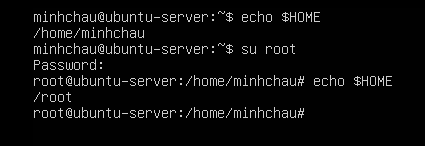 minhchau@ubuntu-server:~$ echo $HOME
/home/minhchau
minhchau@ubuntu-server:~$ su root
Password:
root@ubuntu-server:/home/minhchau# echo $HOME
/root
root@ubuntu-server:/home/minhchau#